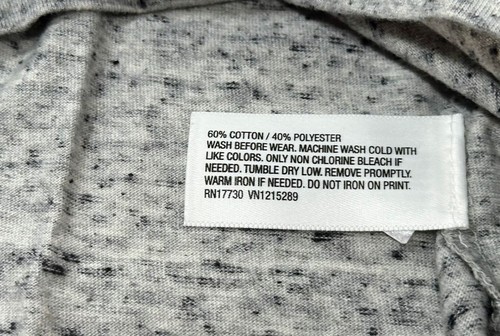 60% COTTON / 40% POLYESTER
WASH BEFORE WEAR. MACHINE WASH COLD WITH
LIKE COLORS. ONLY NON CHLORINE BLEACH IF
NEEDED. TUMBLE DRY LOW. REMOVE PROMPTLY.
WARM IRON IF NEEDED. DO NOT IRON ON PRINT.
RN17730 VN1215289